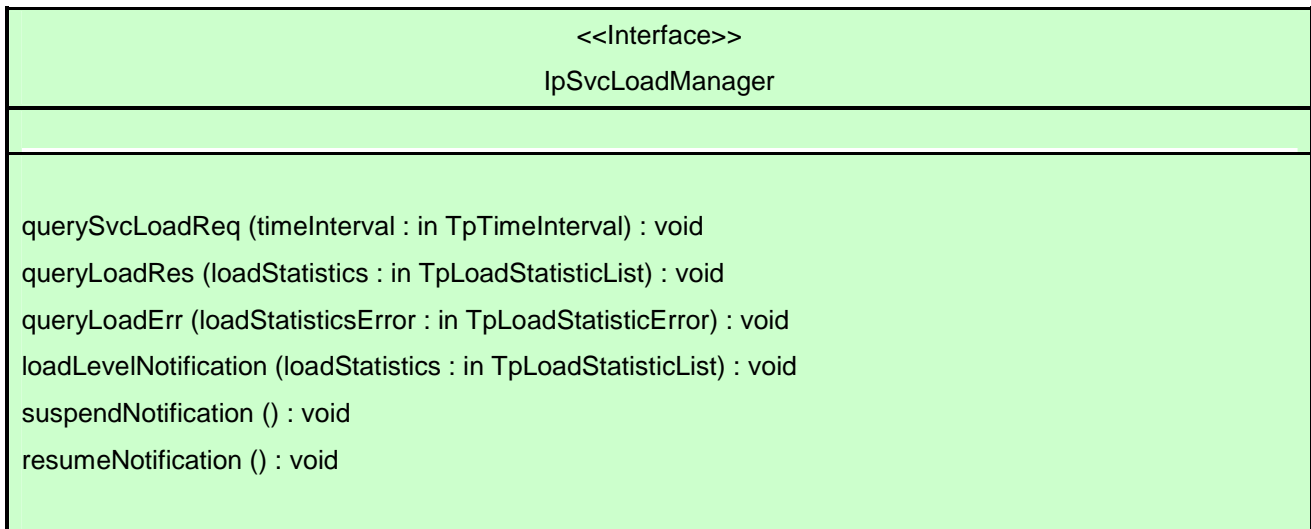 <<Interface>>
IpSvcLoadManager
querySvcLoadReq (timeInterval : in TpTimeInterval) : void
queryLoadRes (loadStatistics : in TpLoadStatisticList) : void
queryLoadErr (loadStatisticsError : in TpLoadStatisticError) : void
loadLevelNotification (loadStatistics : in TpLoadStatisticList) : void
suspendNotification () : void
resumeNotification () : void